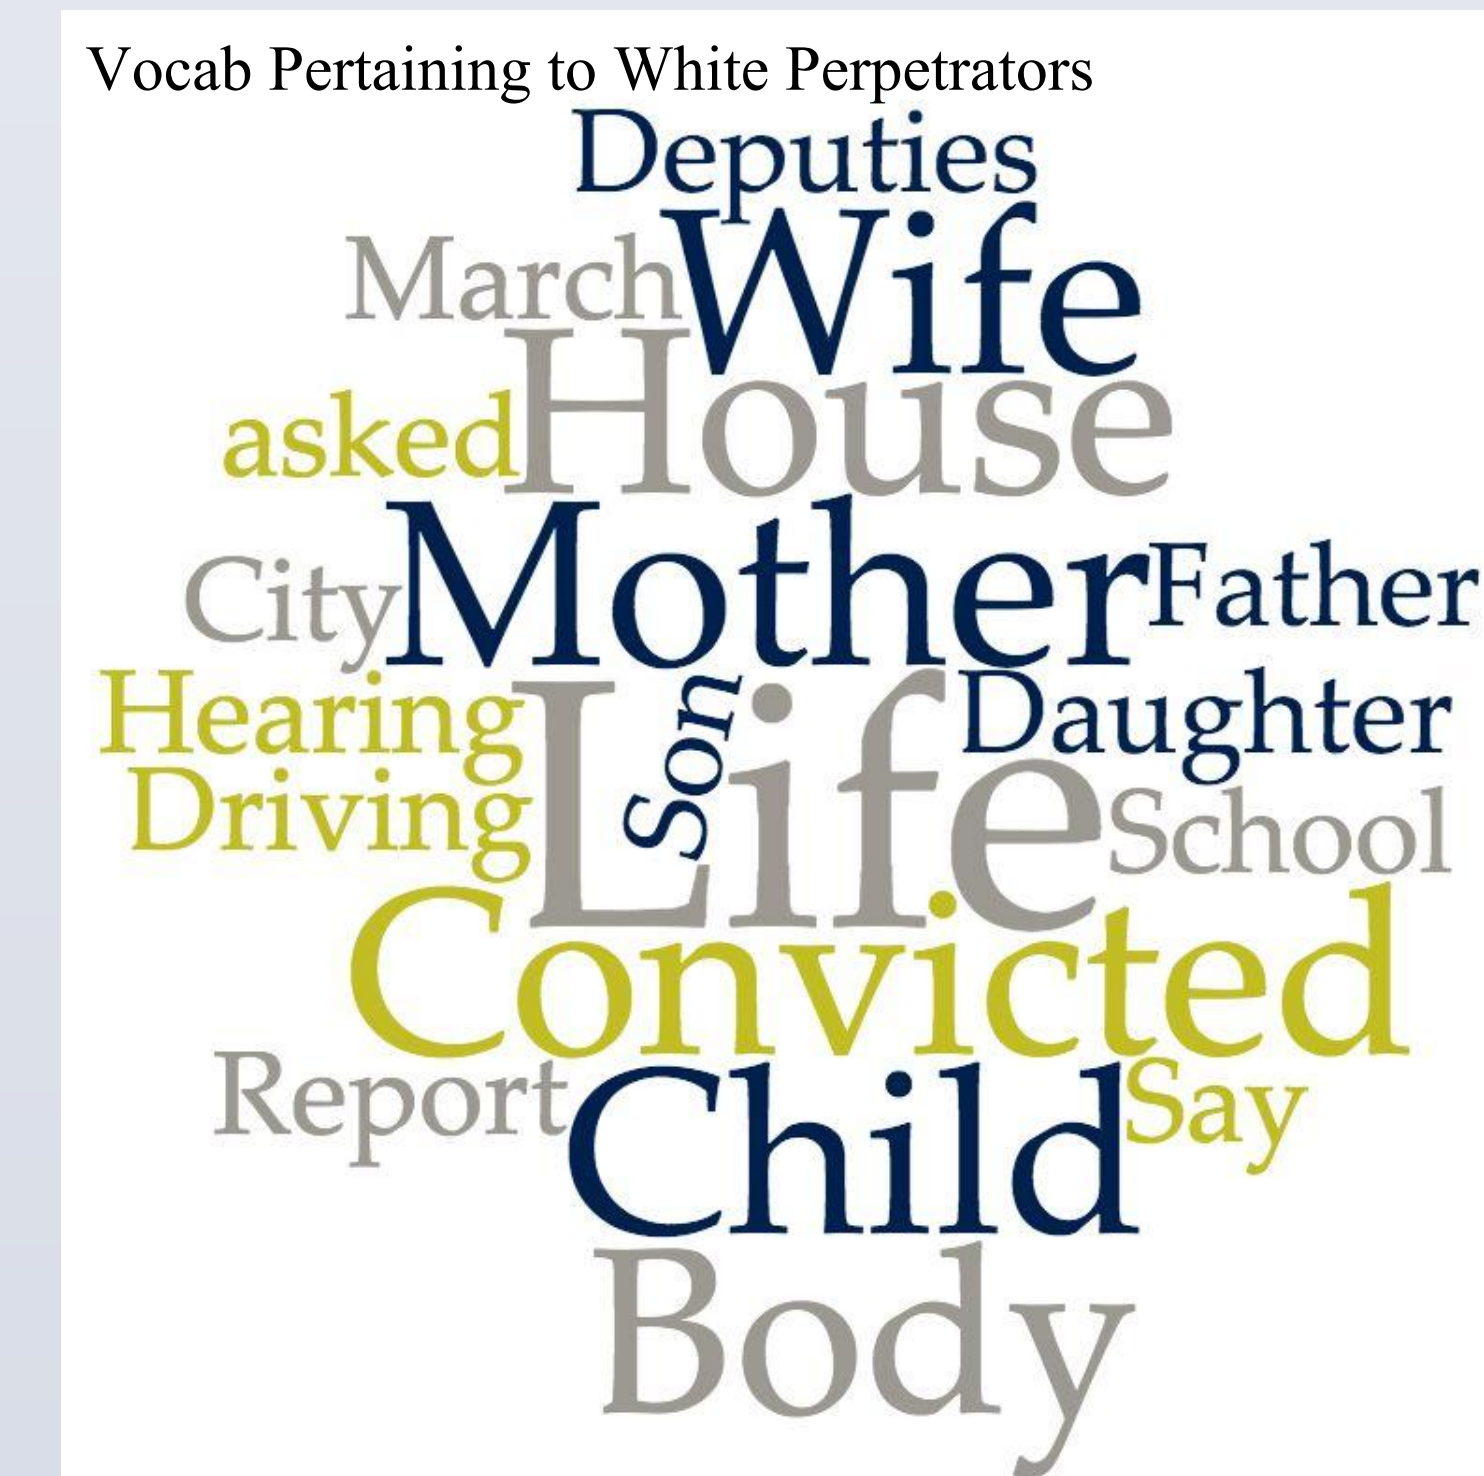 Vocab Pertaining to White Perpetrators
Deputies
March Wife
asked House
City Mother Father
Hearing Son Daughter
Driving Life School
Convicted
Report Child Say
Body